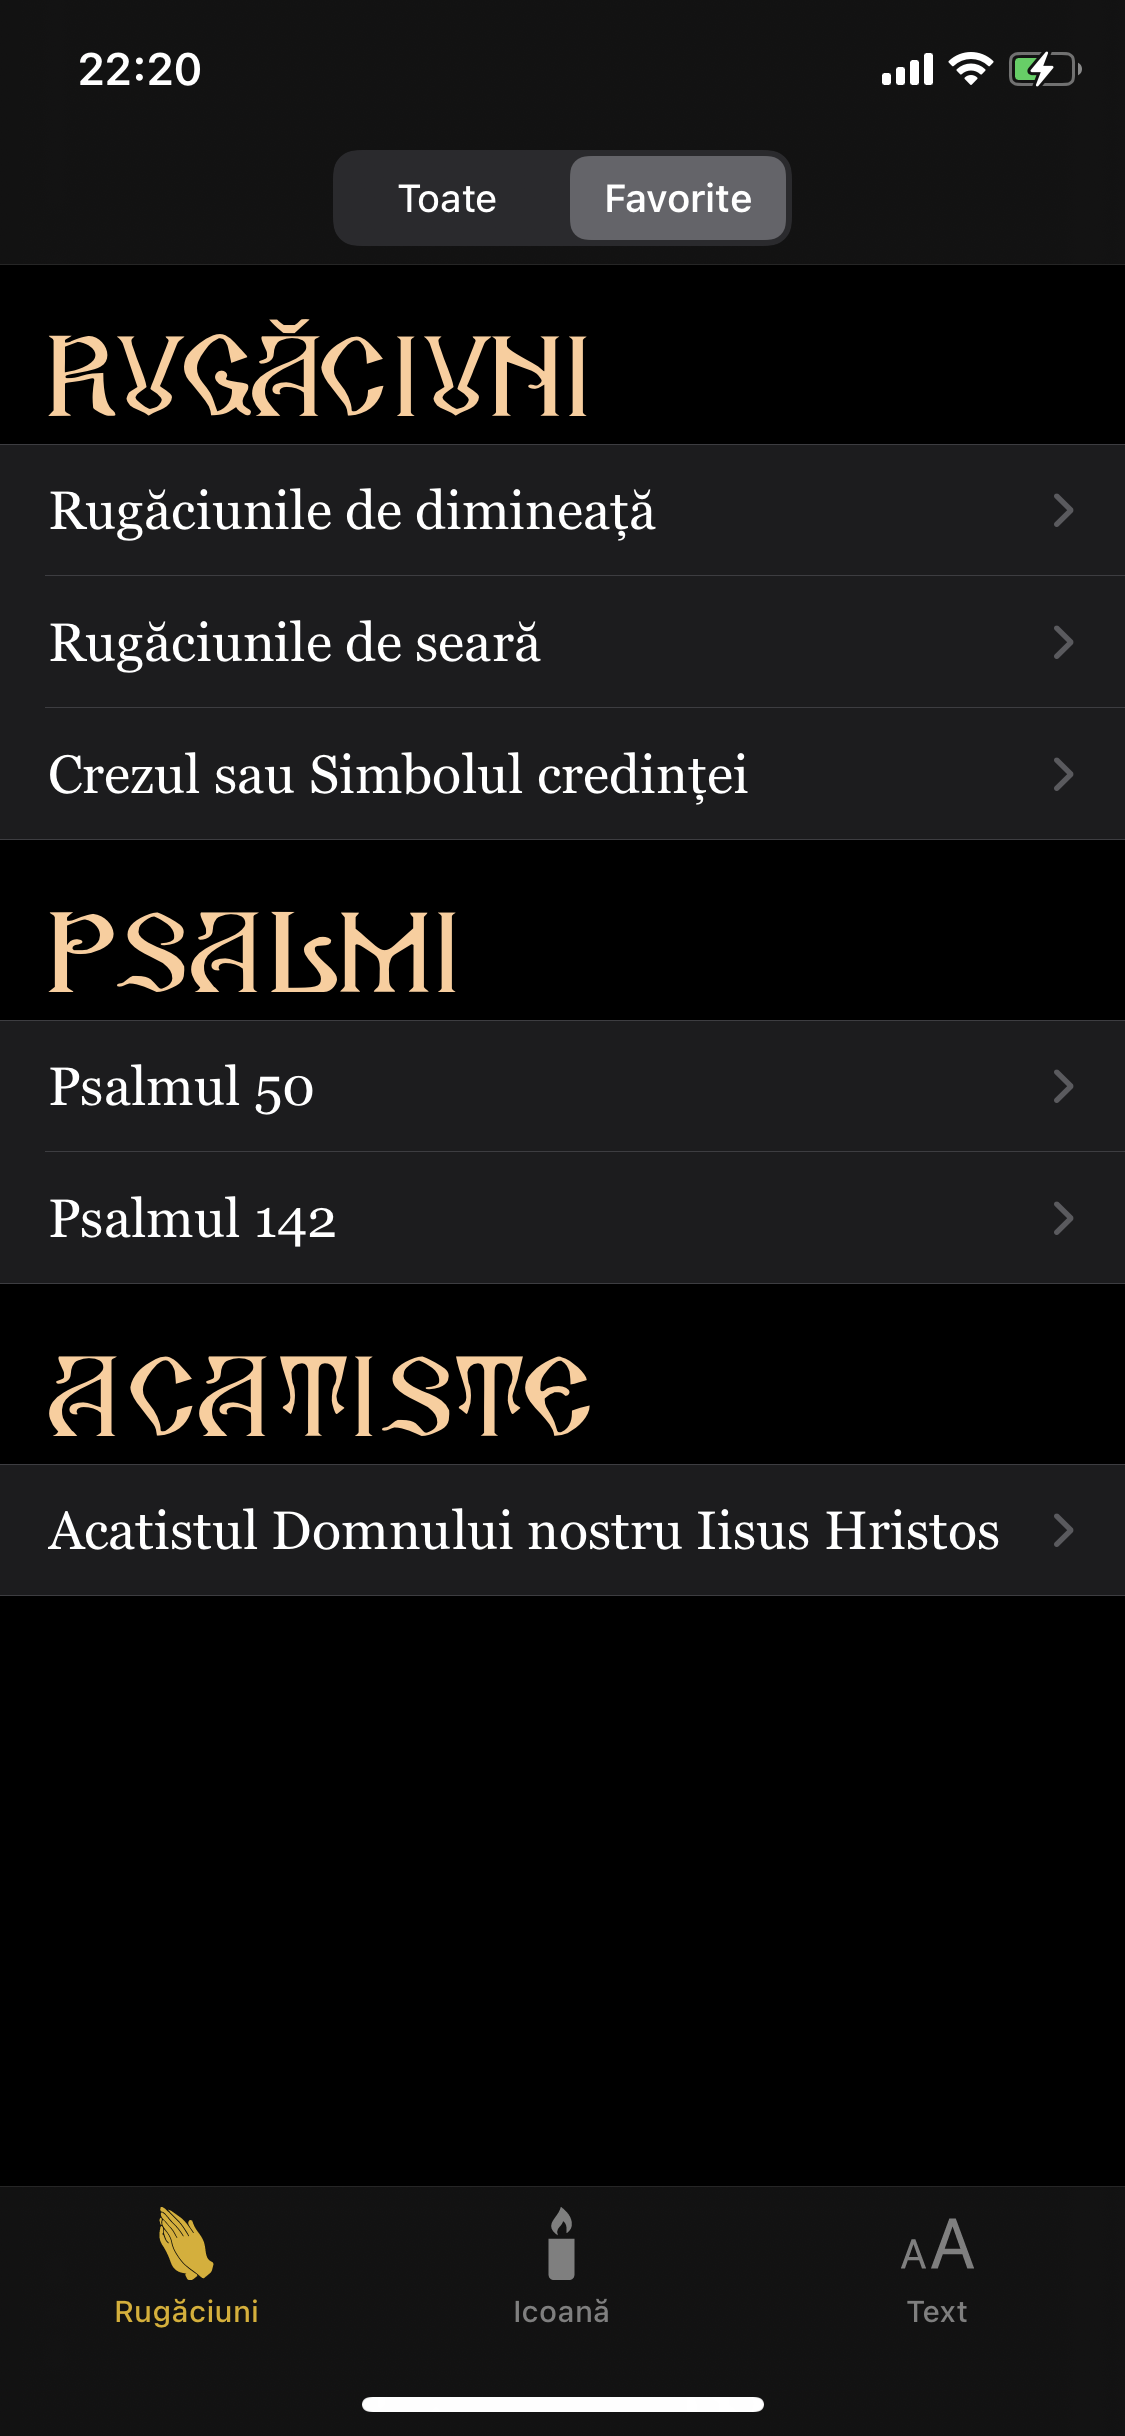 22:20
Toate Favorite
RUGĂCIUNI
Rugăciunile de dimineață
Rugăciunile de seară
Crezul sau Simbolul credinței
PSALMI
Psalmul 50
Psalmul 142
ACATISTE
Acatistul Domnului nostru Iisus Hristos
AA
Rugăciuni Icoană Text